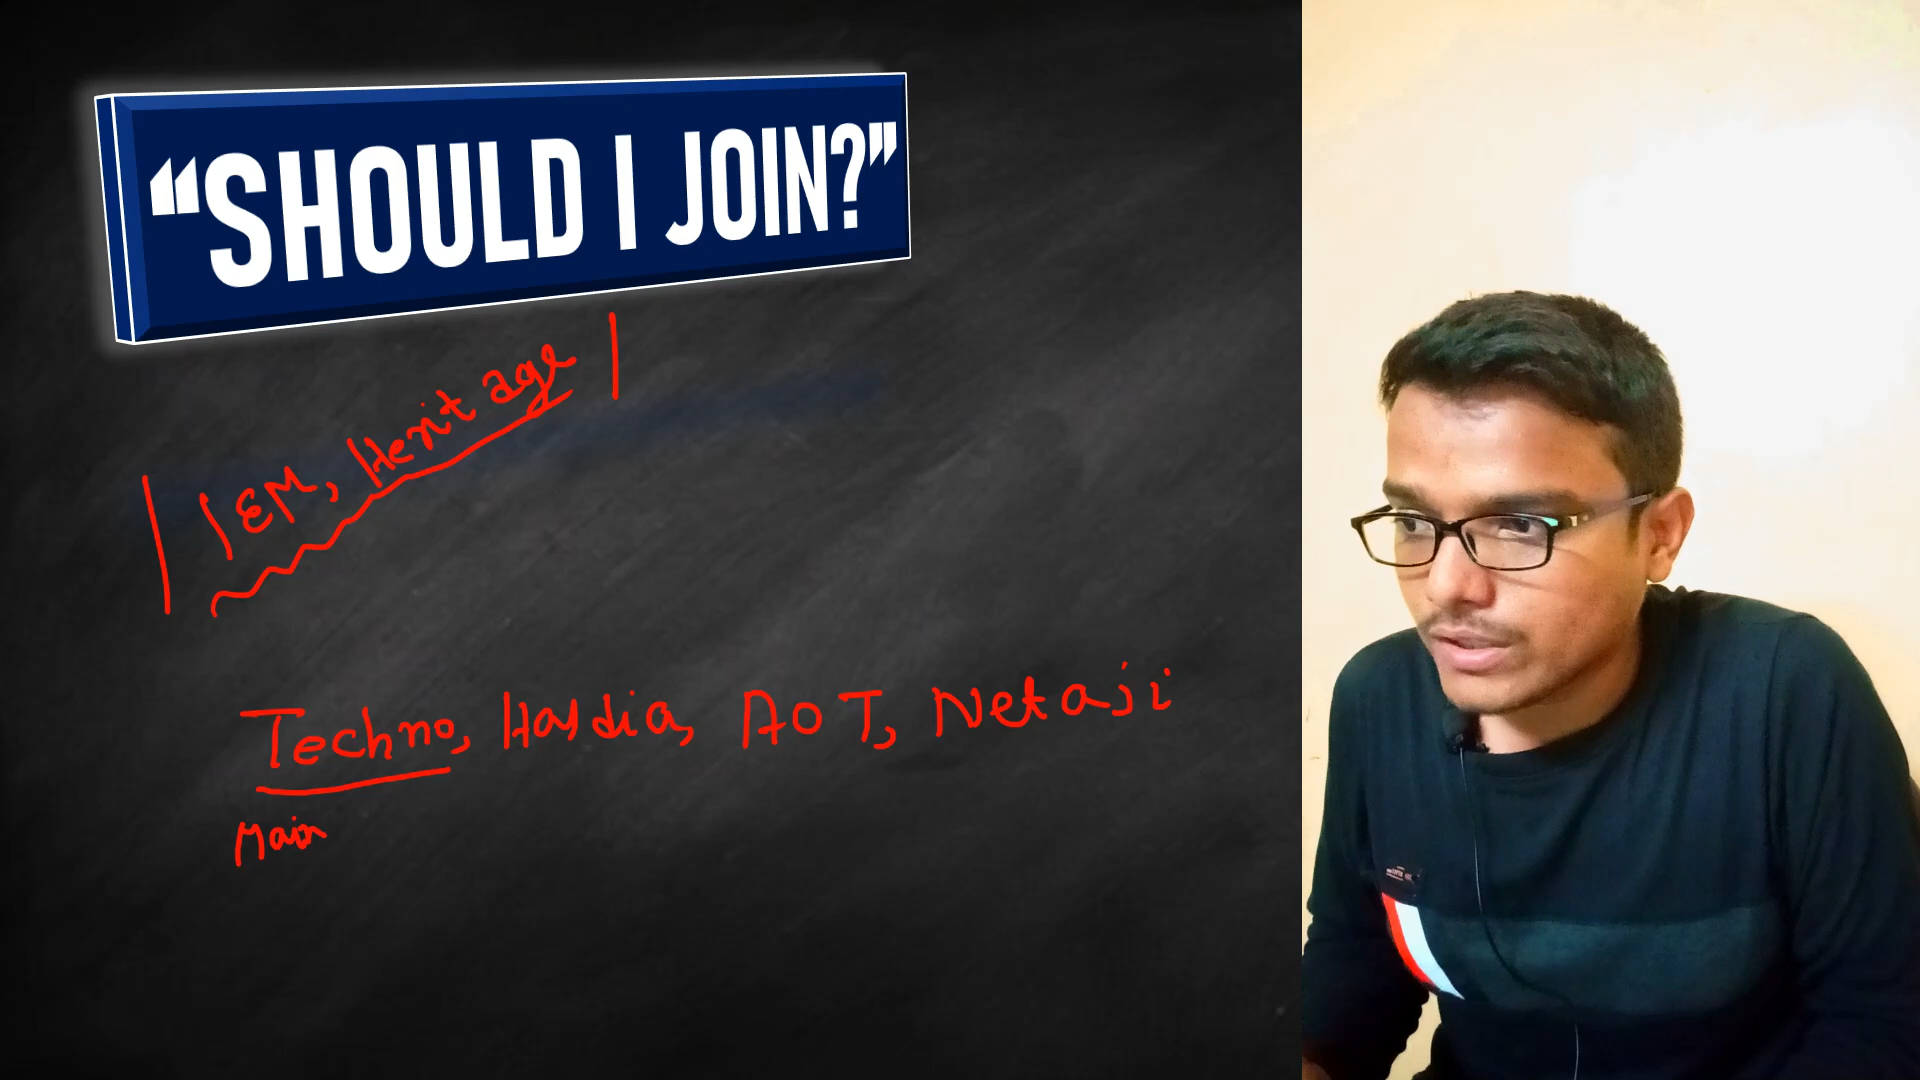 “SHOULD I JOIN?”
IEM, Heritage
Techno, Haldia, AOT, Netaji
Main